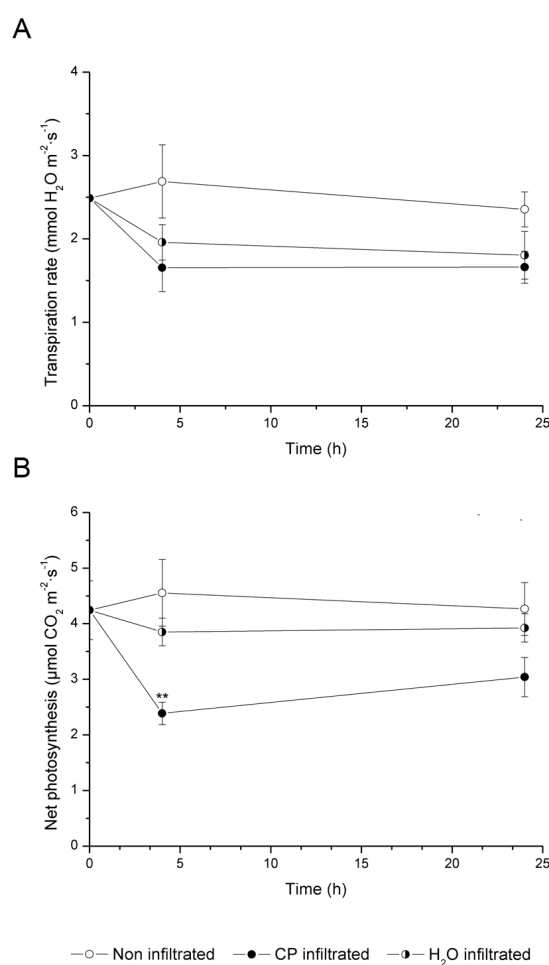 A
Transpiration rate (mmol H₂O m⁻²·s⁻¹)
4
3
2
1
0
0 5 10 15 20 25
Time (h)
B
Net photosynthesis (μmol CO₂ m⁻²·s⁻¹)
6
5
4
3
2
1
0
**
0 5 10 15 20 25
Time (h)
Non infiltrated CP infiltrated H₂O infiltrated